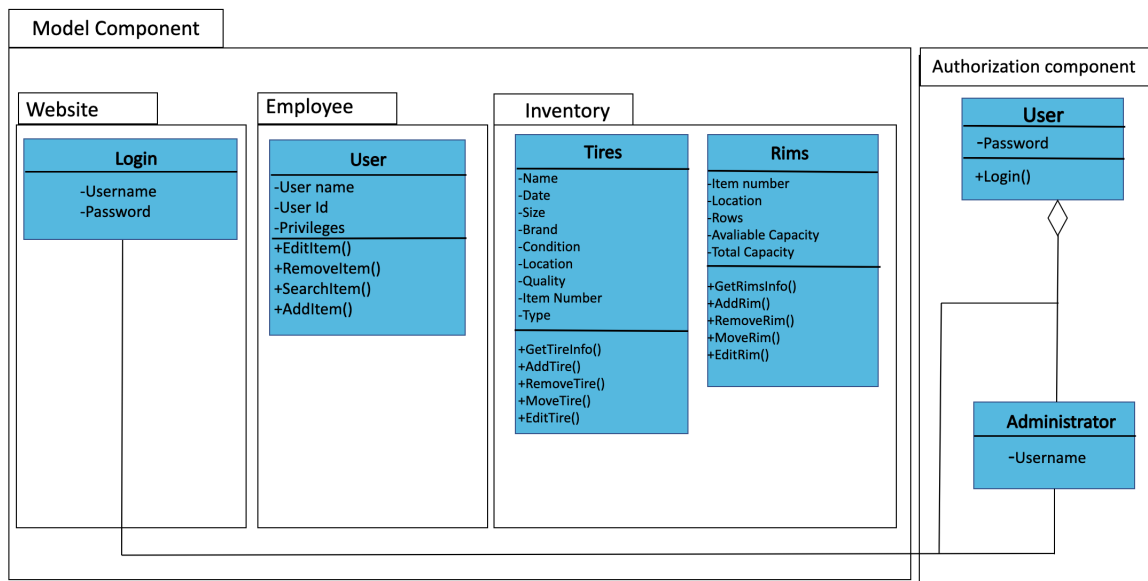 Model Component
Website
Login
-Username
-Password
Employee
User
-User name
-User Id
-Privileges
+EditItem()
+RemoveItem()
+SearchItem()
+AddItem()
Inventory
Tires
-Name
-Date
-Size
-Brand
-Condition
-Location
-Quality
-Item Number
-Type
+GetTireInfo()
+AddTire()
+RemoveTire()
+MoveTire()
+EditTire()
Rims
-Item number
-Location
-Rows
-Avaliable Capacity
-Total Capacity
+GetRimsInfo()
+AddRim()
+RemoveRim()
+MoveRim()
+EditRim()
Authorization component
User
-Password
+Login()
Administrator
-Username